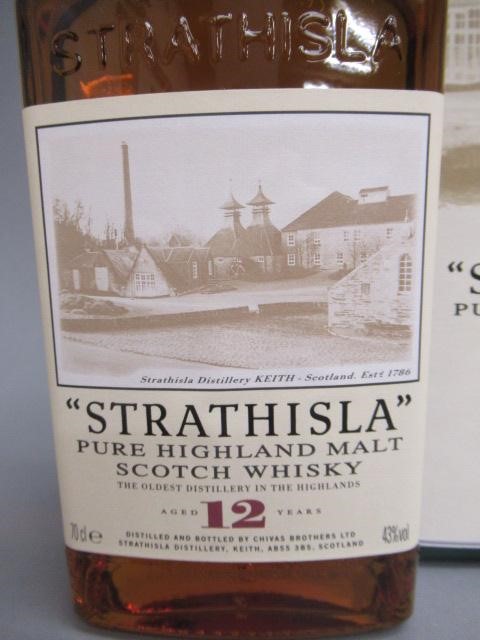 STRATHISLA
Strathisla Distillery KEITH - Scotland. Estd 1786
"STRATHISLA"
PURE HIGHLAND MALT
SCOTCH WHISKY
THE OLDEST DISTILLERY IN THE HIGHLANDS
AGED 12 YEARS
70 cl e
43%vol
DISTILLED AND BOTTLED BY CHIVAS BROTHERS LTD
STRATHISLA DISTILLERY, KEITH, AB55 3BS, SCOTLAND
"S
PU